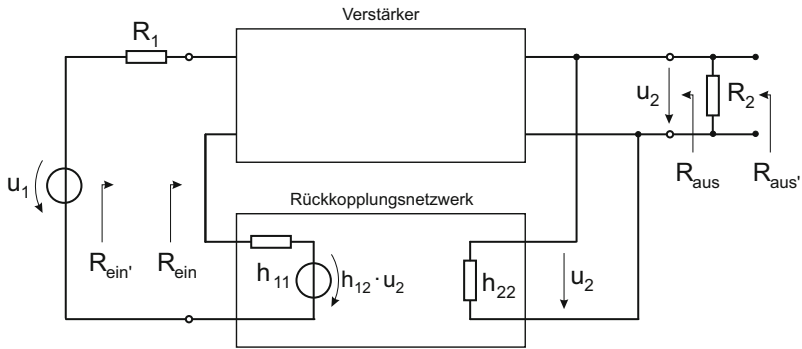 Verstärker
R1
u2
R2
Raus
Raus'
u1
Rein'
Rein
Rückkopplungsnetzwerk
h11
h12 · u2
h22
u2